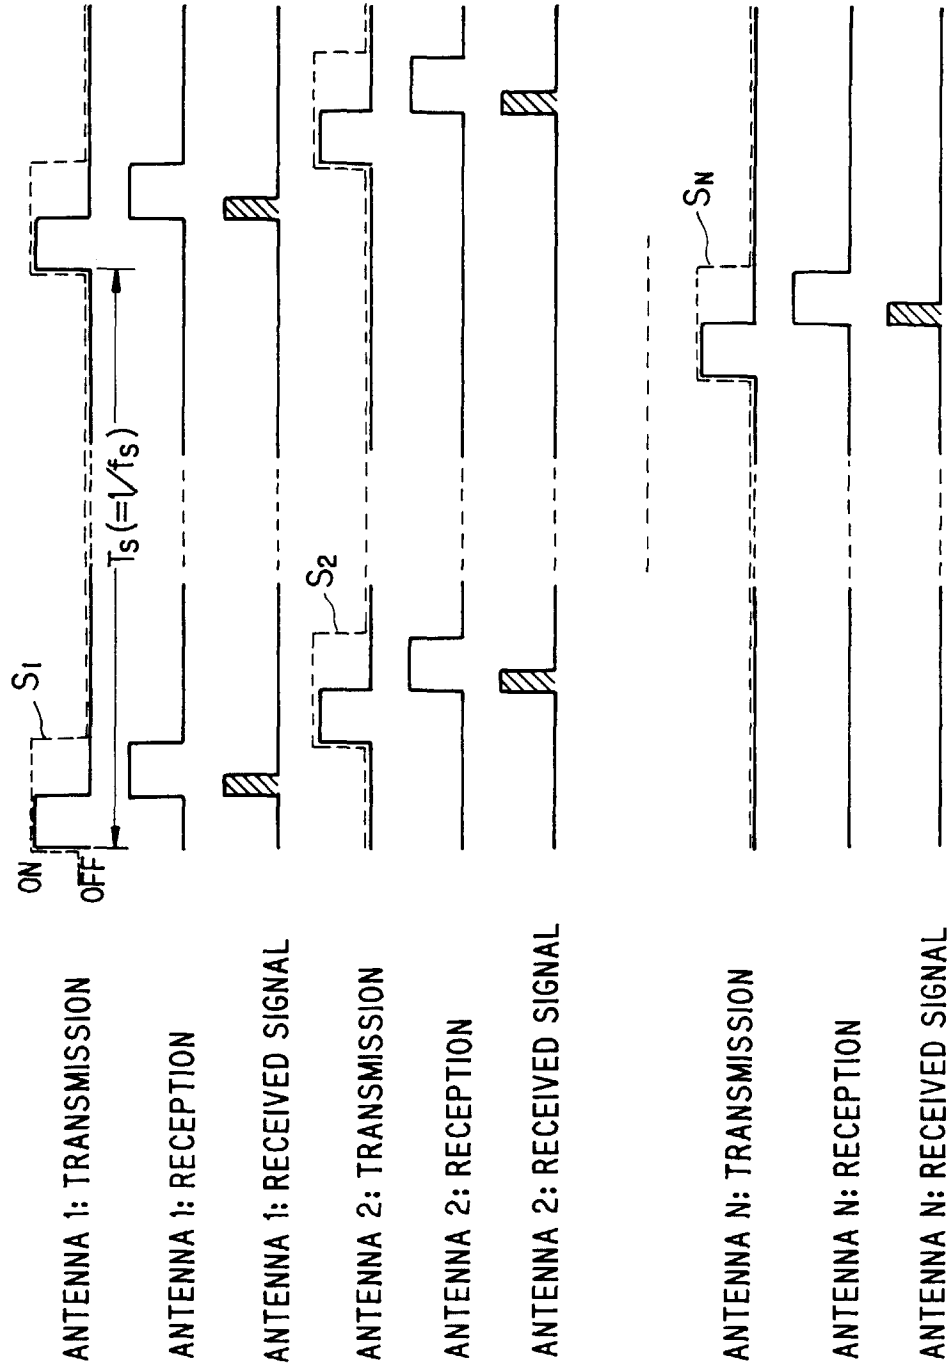 ON
OFF
S1
Ts (=1/fs)
S2
SN
ANTENNA 1: TRANSMISSION
ANTENNA 1: RECEPTION
ANTENNA 1: RECEIVED SIGNAL
ANTENNA 2: TRANSMISSION
ANTENNA 2: RECEPTION
ANTENNA 2: RECEIVED SIGNAL
ANTENNA N: TRANSMISSION
ANTENNA N: RECEPTION
ANTENNA N: RECEIVED SIGNAL